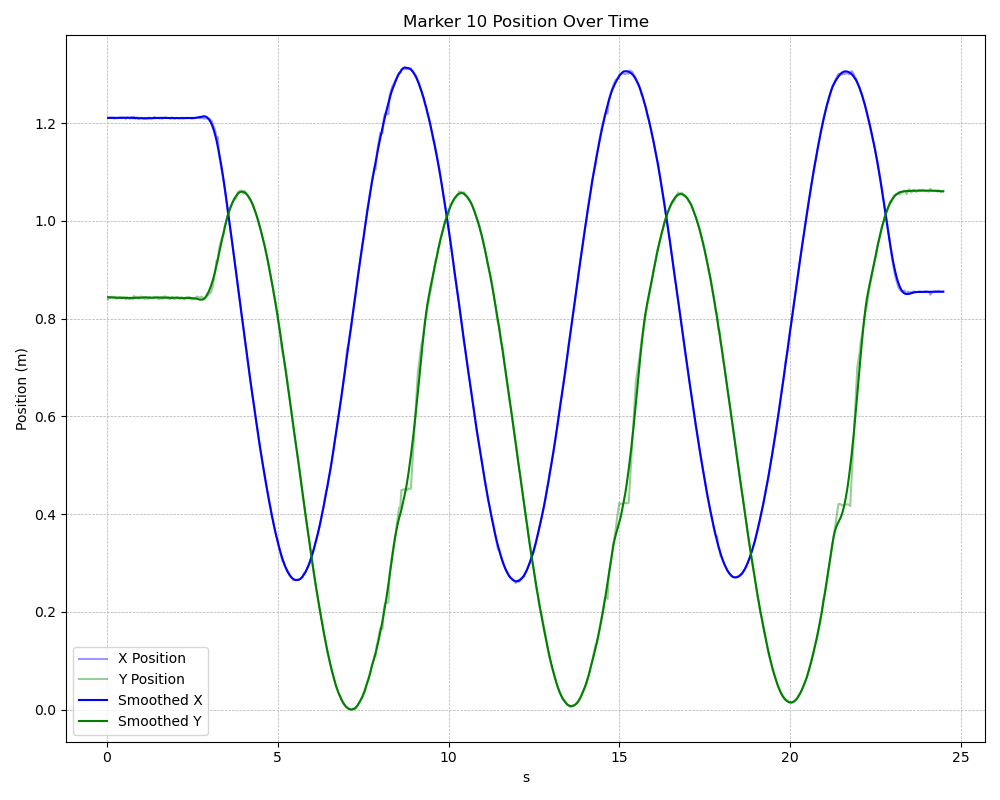 Marker 10 Position Over Time
Position (m)
1.2
1.0
0.8
0.6
0.4
0.2
0.0
X Position
Y Position
Smoothed X
Smoothed Y
0 5 10 15 20 25
s